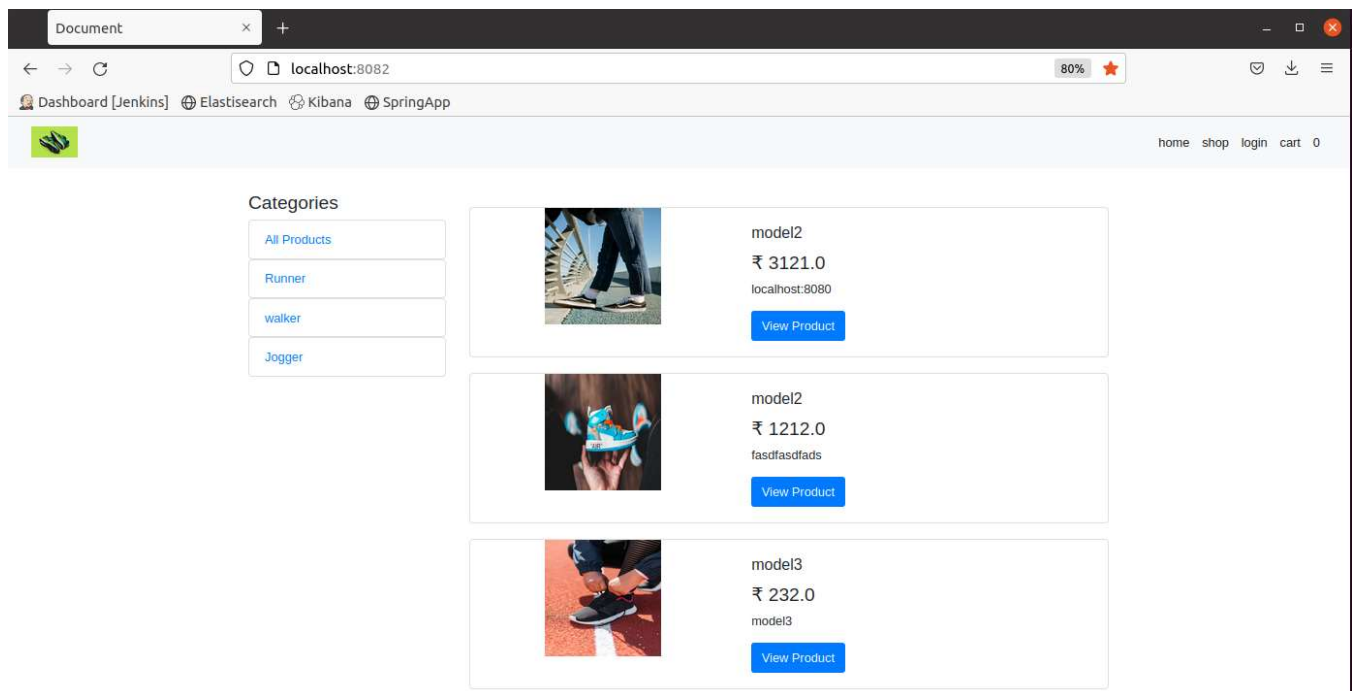 Document
localhost:8082
80%
Dashboard [Jenkins] Elastisearch Kibana SpringApp
home shop login cart 0
Categories
All Products
Runner
walker
Jogger
model2
₹ 3121.0
localhost:8080
View Product
model2
₹ 1212.0
fasdfasdfads
View Product
model3
₹ 232.0
model3
View Product